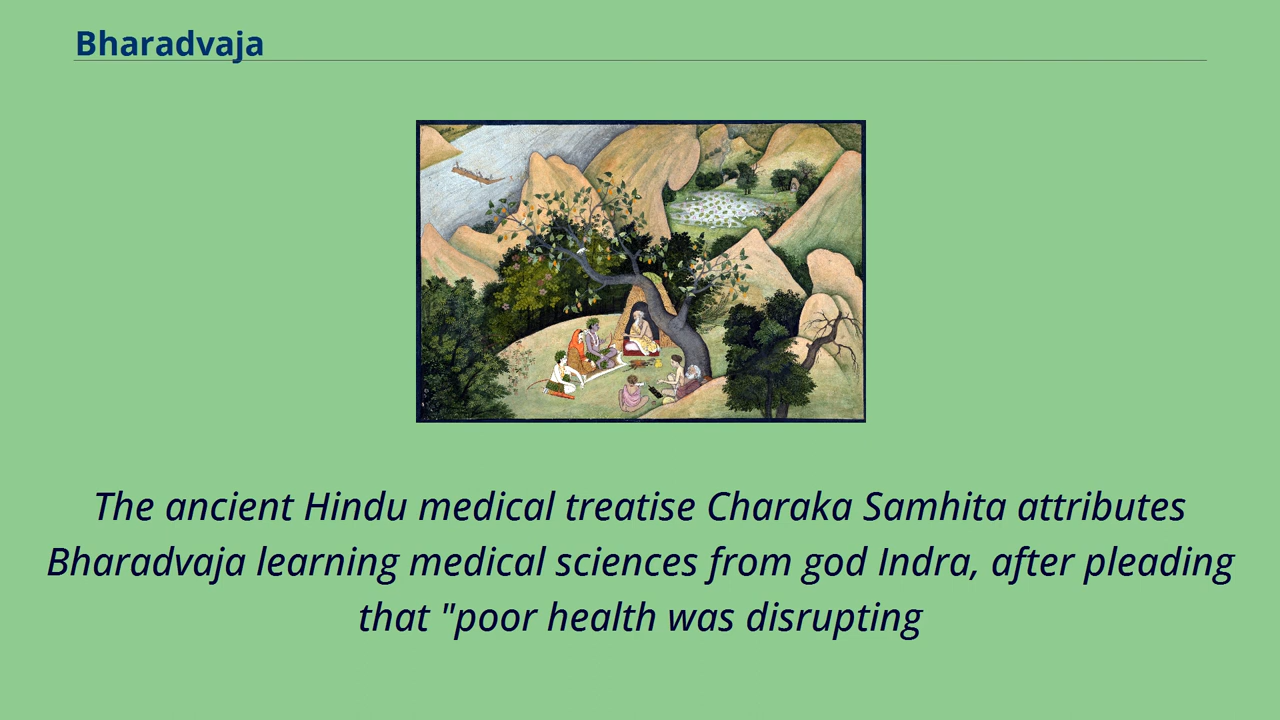 Bharadvaja
The ancient Hindu medical treatise Charaka Samhita attributes
Bharadvaja learning medical sciences from god Indra, after pleading
that "poor health was disrupting